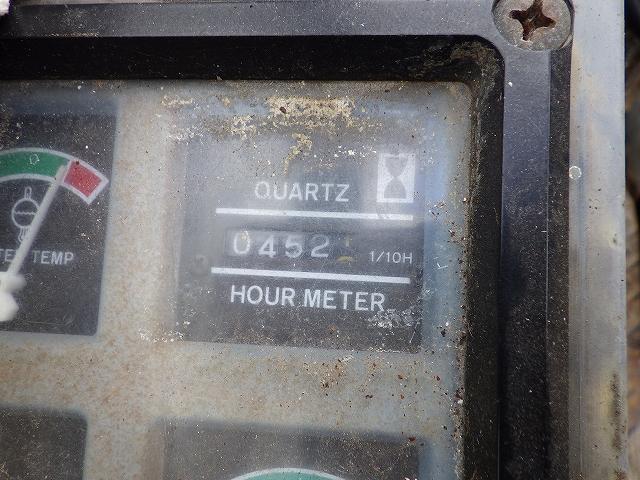 QUARTZ
0452
1/10H
HOUR METER
TEMP